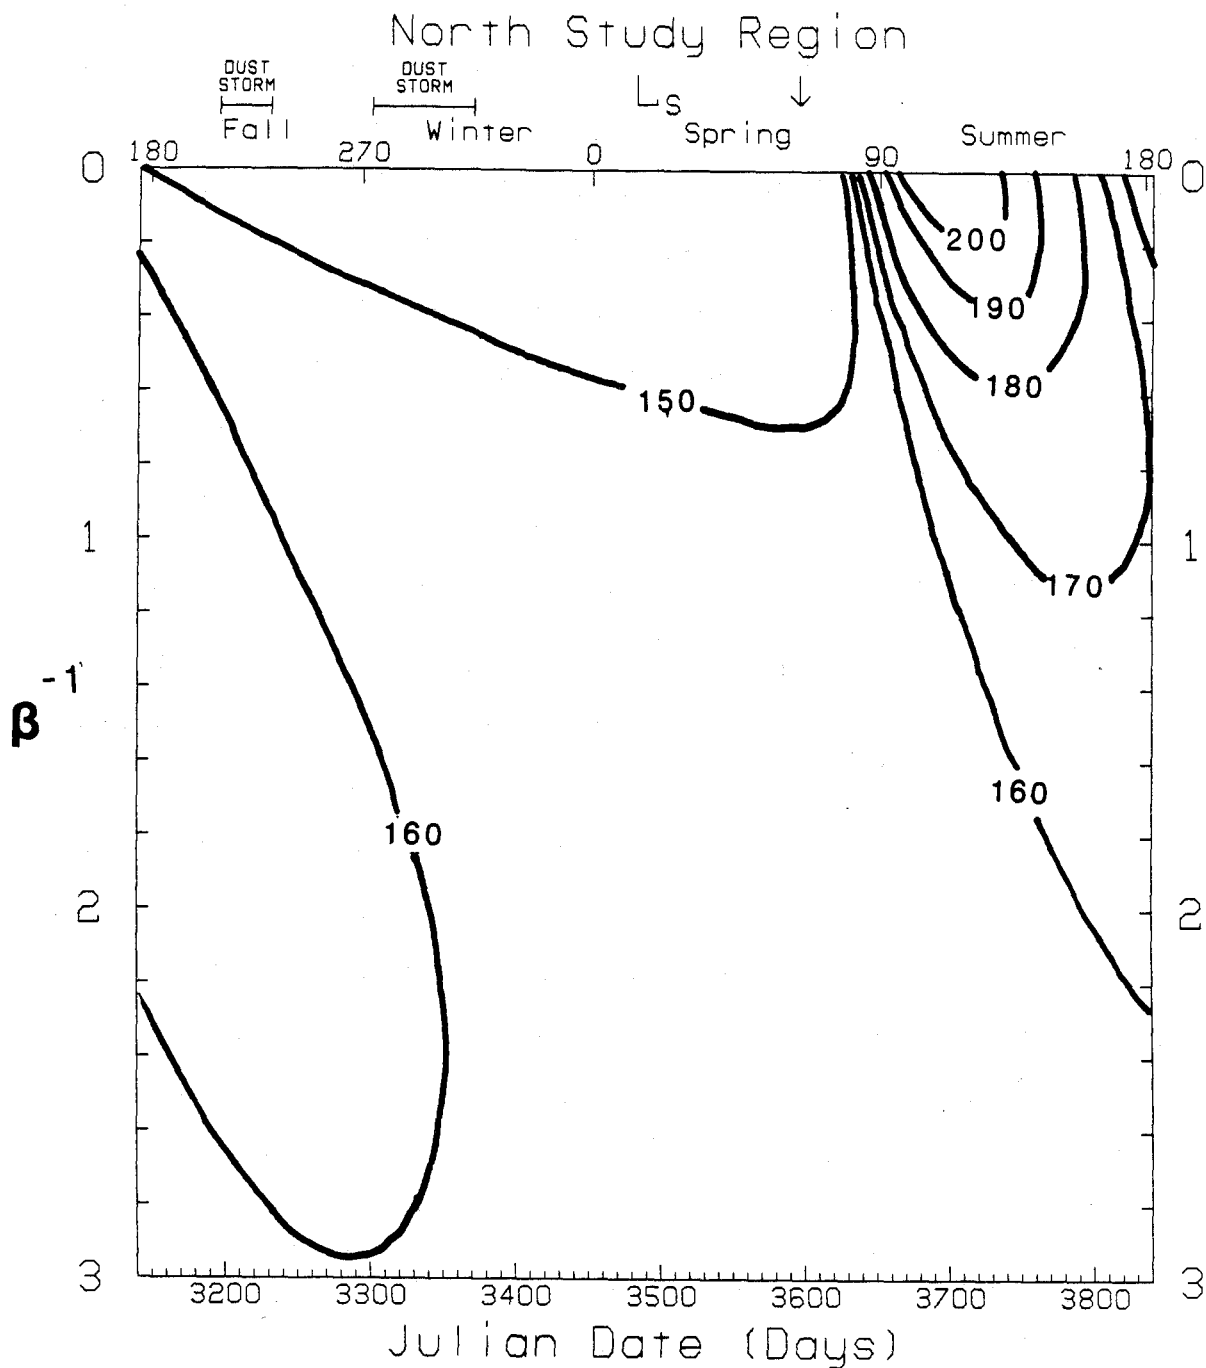 North Study Region
DUST STORM DUST STORM
L_S ↓
Fall Winter Spring Summer
180 270 0 90 180
0 0
200
190
180
150
1 1
170
β^-1
160
160
2 2
3 3
3200 3300 3400 3500 3600 3700 3800
Julian Date (Days)